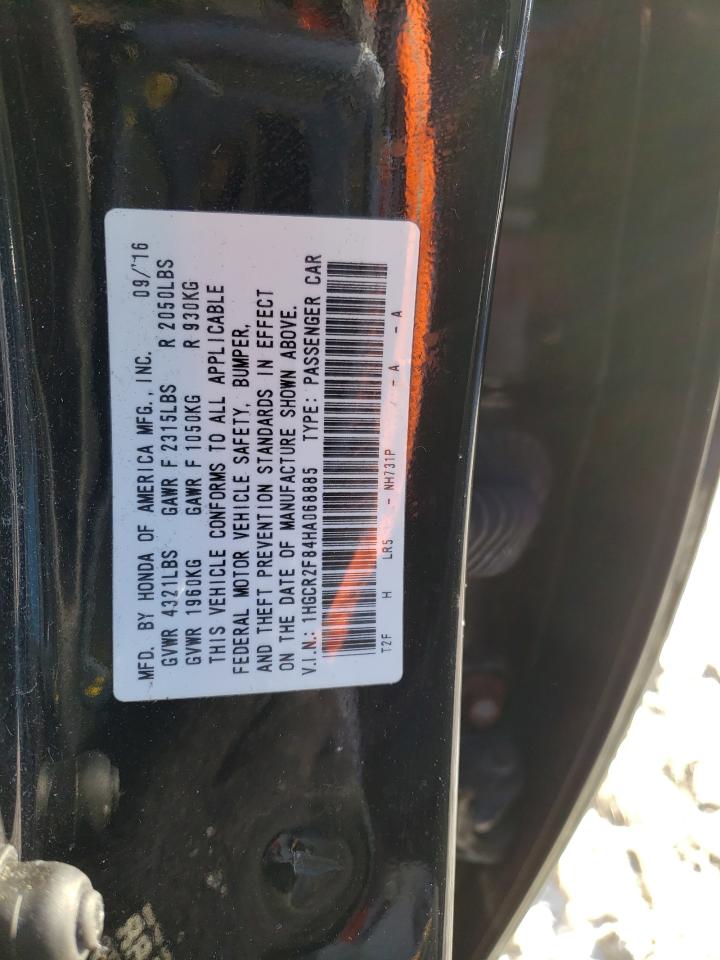 MFD. BY HONDA OF AMERICA MFG., INC. 09/'16
GVWR 4321LBS GAWR F 2315LBS R 2050LBS
GVWR 1960KG GAWR F 1050KG R 930KG
THIS VEHICLE CONFORMS TO ALL APPLICABLE
FEDERAL MOTOR VEHICLE SAFETY, BUMPER,
AND THEFT PREVENTION STANDARDS IN EFFECT
ON THE DATE OF MANUFACTURE SHOWN ABOVE.
V.I.N.: 1HGCR2F84HA068885 TYPE: PASSENGER CAR
T2F H LR5 - NH731P - A - A